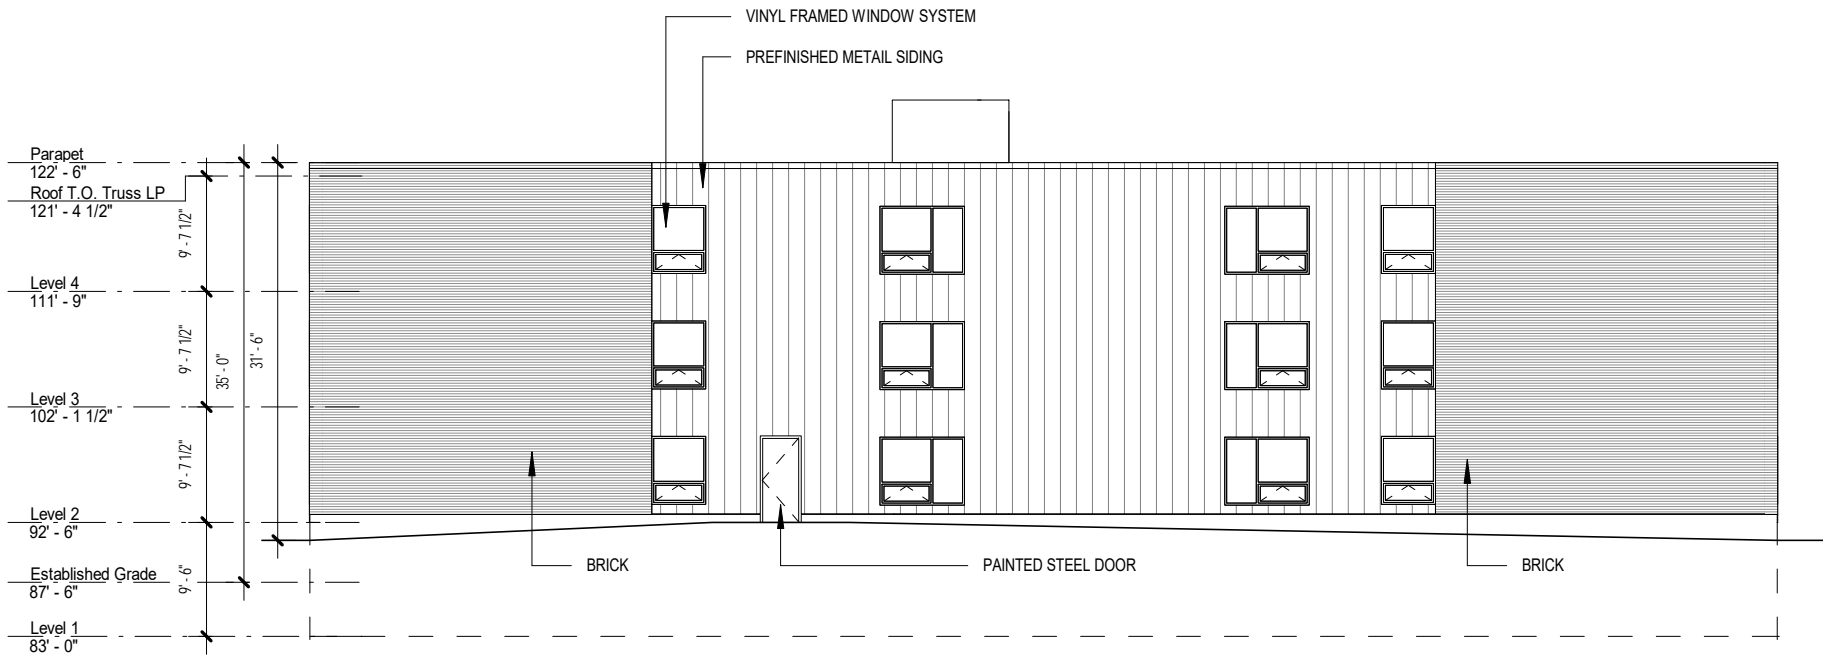 VINYL FRAMED WINDOW SYSTEM
PREFINISHED METAIL SIDING
Parapet
122' - 6"
Roof T.O. Truss LP
121' - 4 1/2"
9' - 7 1/2"
Level 4
111' - 9"
9' - 7 1/2"
35' - 0"
31' - 6"
Level 3
102' - 1 1/2"
9' - 7 1/2"
Level 2
92' - 6"
BRICK
PAINTED STEEL DOOR
BRICK
Established Grade
87' - 6"
9' - 6"
Level 1
83' - 0"